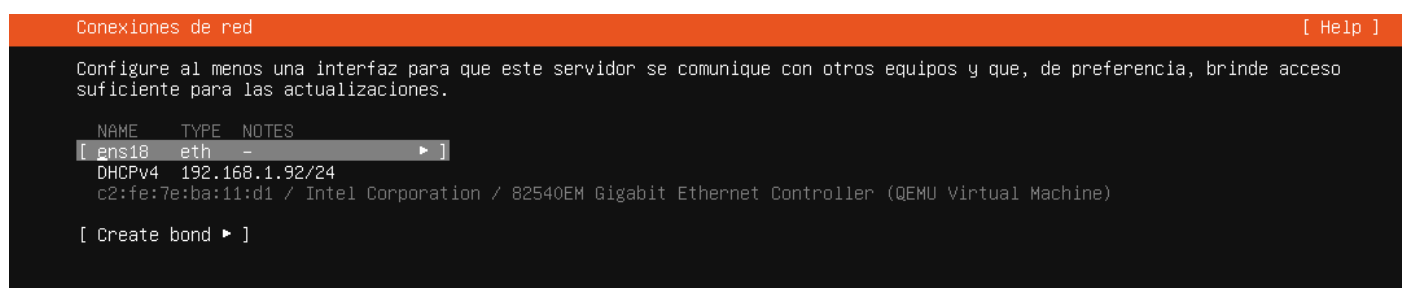 Conexiones de red [ Help ]
Configure al menos una interfaz para que este servidor se comunique con otros equipos y que, de preferencia, brinde acceso
suficiente para las actualizaciones.
NAME TYPE NOTES
[ ens18 eth – ▸ ]
DHCPv4 192.168.1.92/24
c2:fe:7e:ba:11:d1 / Intel Corporation / 82540EM Gigabit Ethernet Controller (QEMU Virtual Machine)
[ Create bond ▸ ]